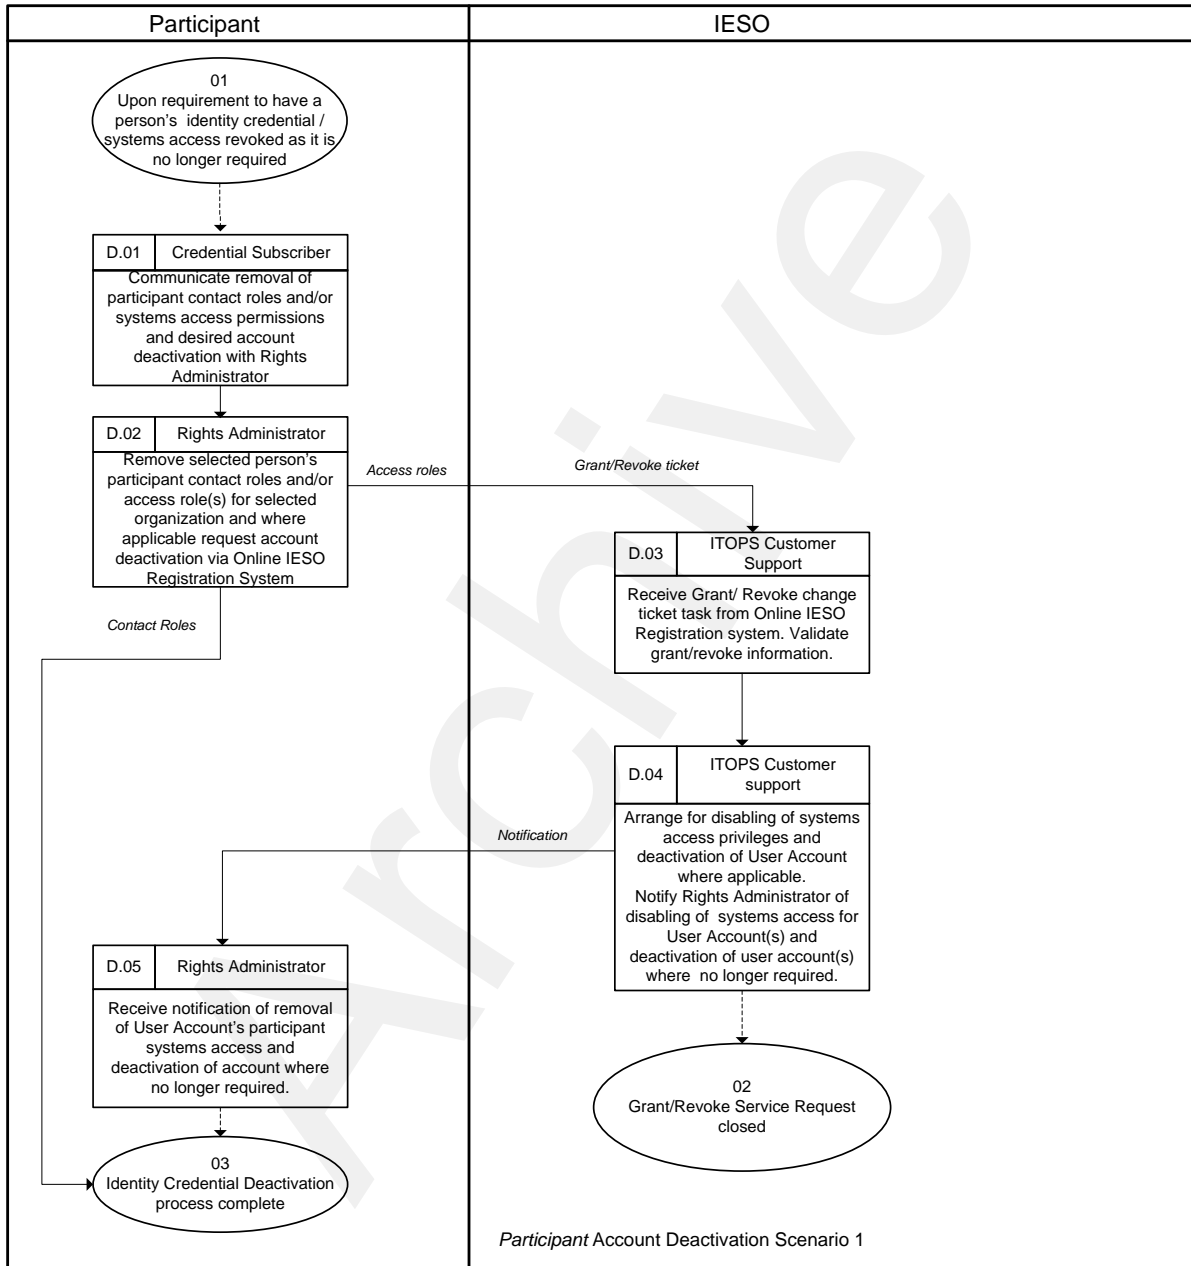 Participant
IESO
01
Upon requirement to have a
person's identity credential /
systems access revoked as it is
no longer required
D.01
Credential Subscriber
Communicate removal of
participant contact roles and/or
systems access permissions
and desired account
deactivation with Rights
Administrator
D.02
Rights Administrator
Remove selected person's
participant contact roles and/or
access role(s) for selected
organization and where
applicable request account
deactivation via Online IESO
Registration System
Access roles
Grant/Revoke ticket
Contact Roles
D.03
ITOPS Customer
Support
Receive Grant/ Revoke change
ticket task from Online IESO
Registration system. Validate
grant/revoke information.
D.04
ITOPS Customer
support
Arrange for disabling of systems
access privileges and
deactivation of User Account
where applicable.
Notify Rights Administrator of
disabling of systems access for
User Account(s) and
deactivation of user account(s)
where no longer required.
Notification
D.05
Rights Administrator
Receive notification of removal
of User Account's participant
systems access and
deactivation of account where
no longer required.
02
Grant/Revoke Service Request
closed
03
Identity Credential Deactivation
process complete
Participant Account Deactivation Scenario 1
Archive